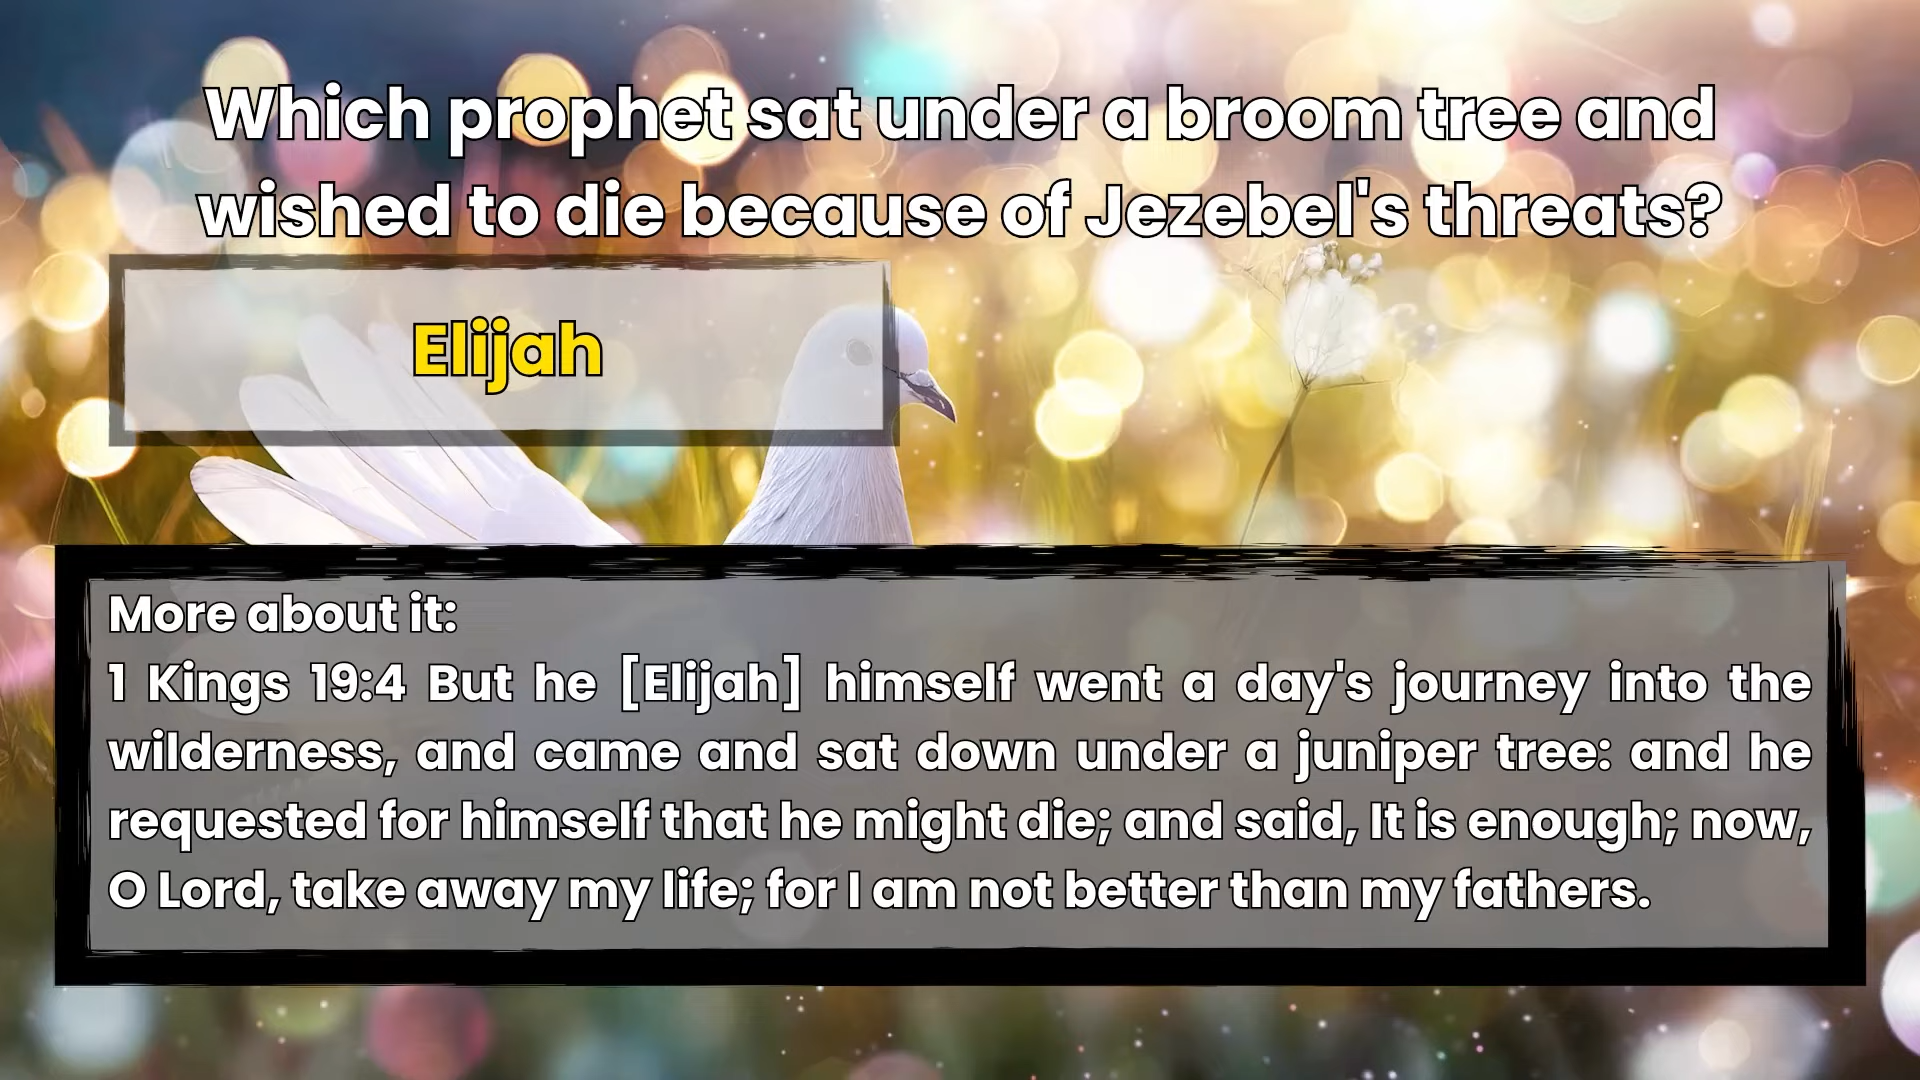 Which prophet sat under a broom tree and
wished to die because of Jezebel's threats?
Elijah
More about it:
1 Kings 19:4 But he [Elijah] himself went a day's journey into the
wilderness, and came and sat down under a juniper tree: and he
requested for himself that he might die; and said, It is enough; now,
O Lord, take away my life; for I am not better than my fathers.